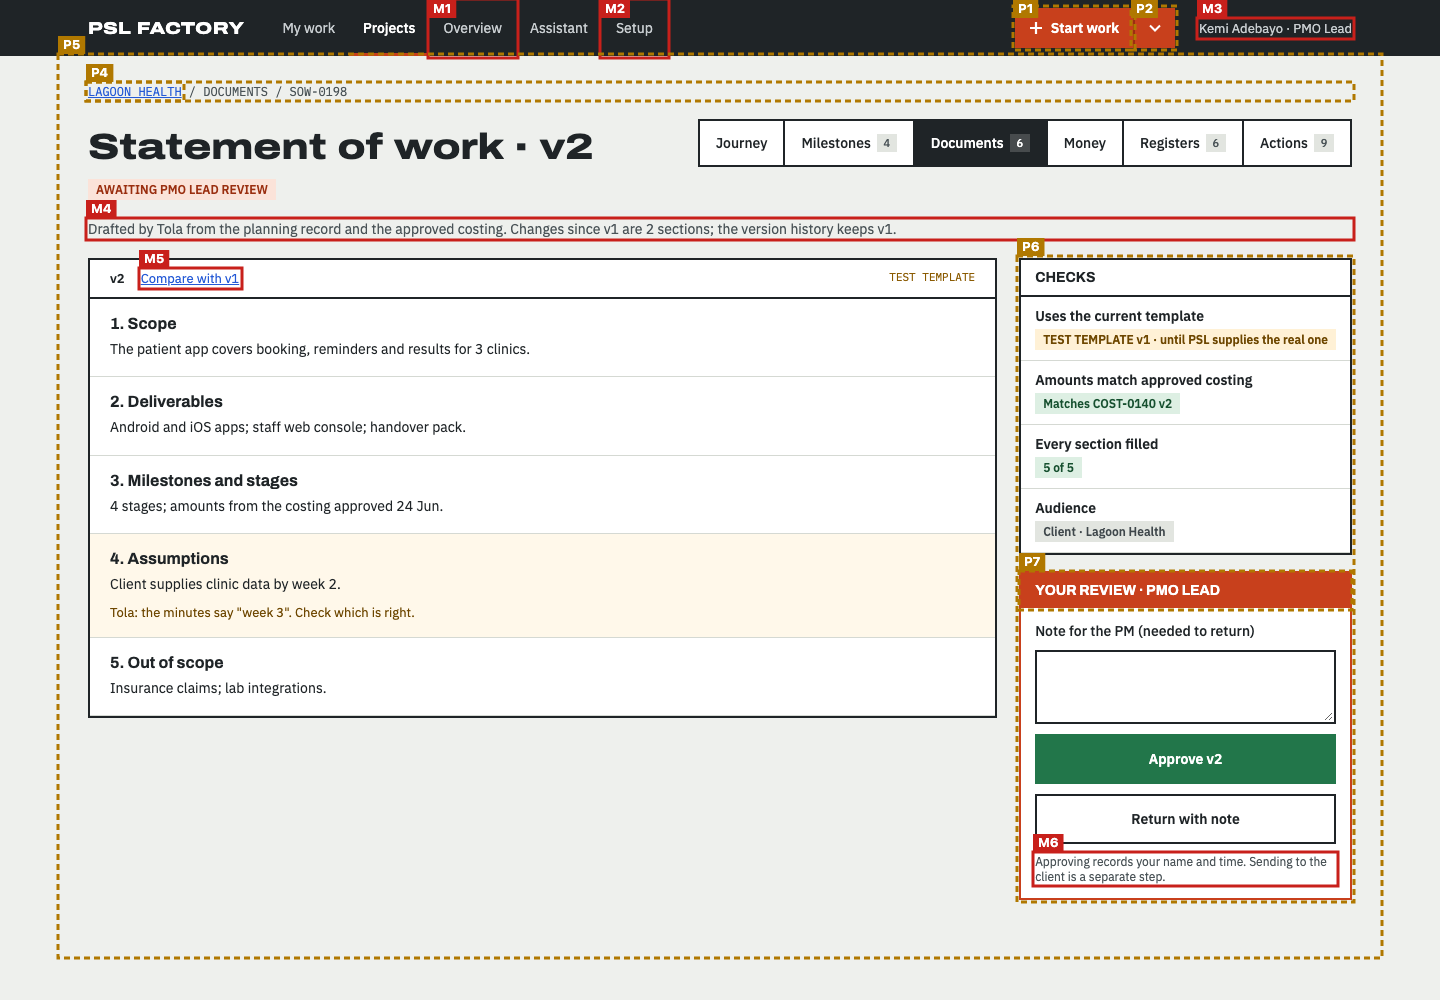 M1
M2
P1
P2
M3
PSL FACTORY
My work
Projects
Overview
Assistant
Setup
+ Start work
Kemi Adebayo · PMO Lead
P5
P4
LAGOON HEALTH / DOCUMENTS / SOW-0198
Statement of work · v2
Journey
Milestones 4
Documents 6
Money
Registers 6
Actions 9
AWAITING PMO LEAD REVIEW
M4
Drafted by Tola from the planning record and the approved costing. Changes since v1 are 2 sections; the version history keeps v1.
M5
v2
Compare with v1
TEST TEMPLATE
1. Scope
The patient app covers booking, reminders and results for 3 clinics.
2. Deliverables
Android and iOS apps; staff web console; handover pack.
3. Milestones and stages
4 stages; amounts from the costing approved 24 Jun.
4. Assumptions
Client supplies clinic data by week 2.
Tola: the minutes say "week 3". Check which is right.
5. Out of scope
Insurance claims; lab integrations.
P6
CHECKS
Uses the current template
TEST TEMPLATE v1 · until PSL supplies the real one
Amounts match approved costing
Matches COST-0140 v2
Every section filled
5 of 5
Audience
Client · Lagoon Health
P7
YOUR REVIEW · PMO LEAD
Note for the PM (needed to return)
Approve v2
Return with note
M6
Approving records your name and time. Sending to the
client is a separate step.